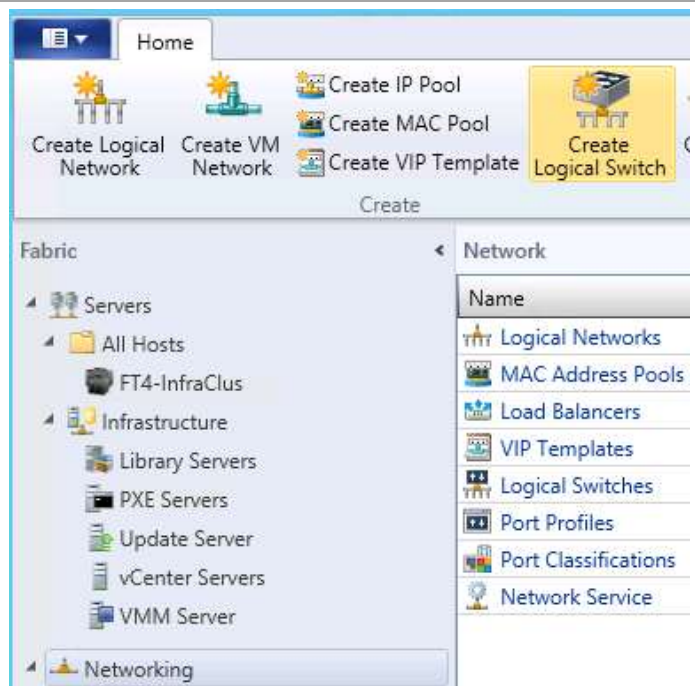 Home
Create Logical
Network
Create VM
Network
Create IP Pool
Create MAC Pool
Create VIP Template
Create
Logical Switch
Create
Fabric
Servers
All Hosts
FT4-InfraClus
Infrastructure
Library Servers
PXE Servers
Update Server
vCenter Servers
VMM Server
Networking
Network
Name
Logical Networks
MAC Address Pools
Load Balancers
VIP Templates
Logical Switches
Port Profiles
Port Classifications
Network Service